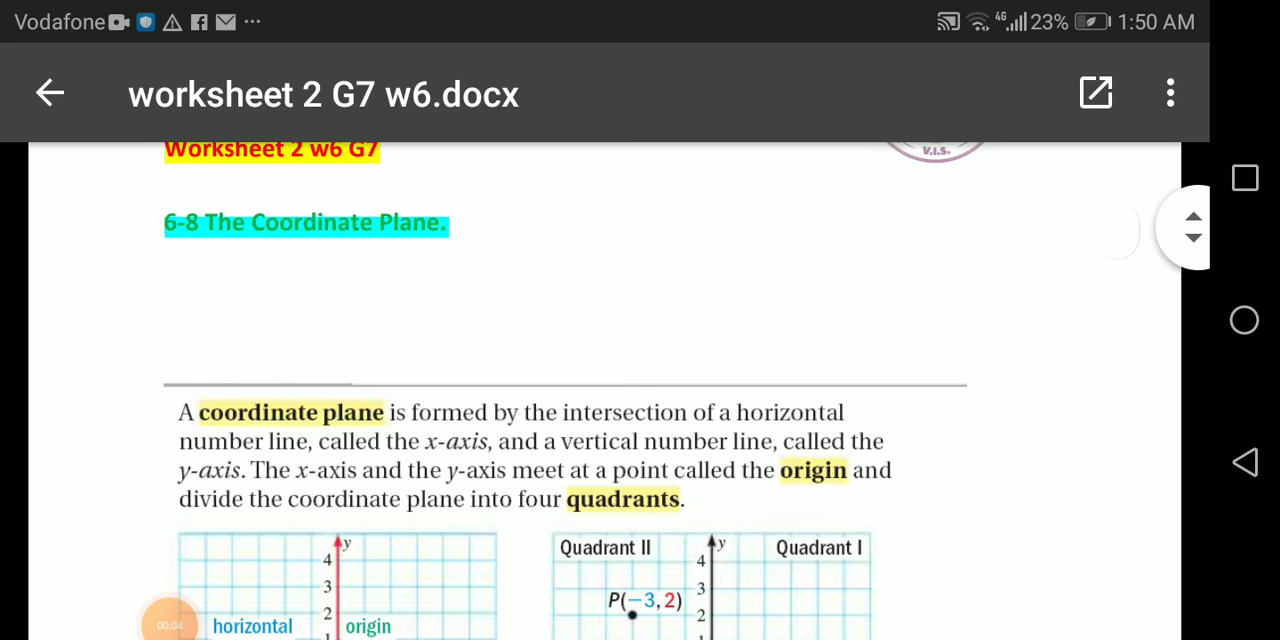 Vodafone 4G 23% 1:50 AM
worksheet 2 G7 w6.docx
Worksheet 2 w6 G7
V.I.S.
6-8 The Coordinate Plane.
A coordinate plane is formed by the intersection of a horizontal
number line, called the x-axis, and a vertical number line, called the
y-axis. The x-axis and the y-axis meet at a point called the origin and
divide the coordinate plane into four quadrants.
y
4
3
2
1
horizontal
origin
Quadrant II
y
Quadrant I
4
P(−3, 2)
3
2
1
00:04